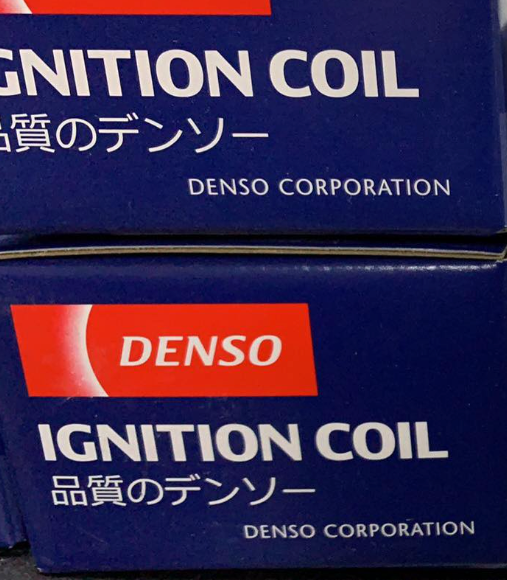 IGNITION COIL
品質のデンソー
DENSO CORPORATION
DENSO
IGNITION COIL
品質のデンソー
DENSO CORPORATION